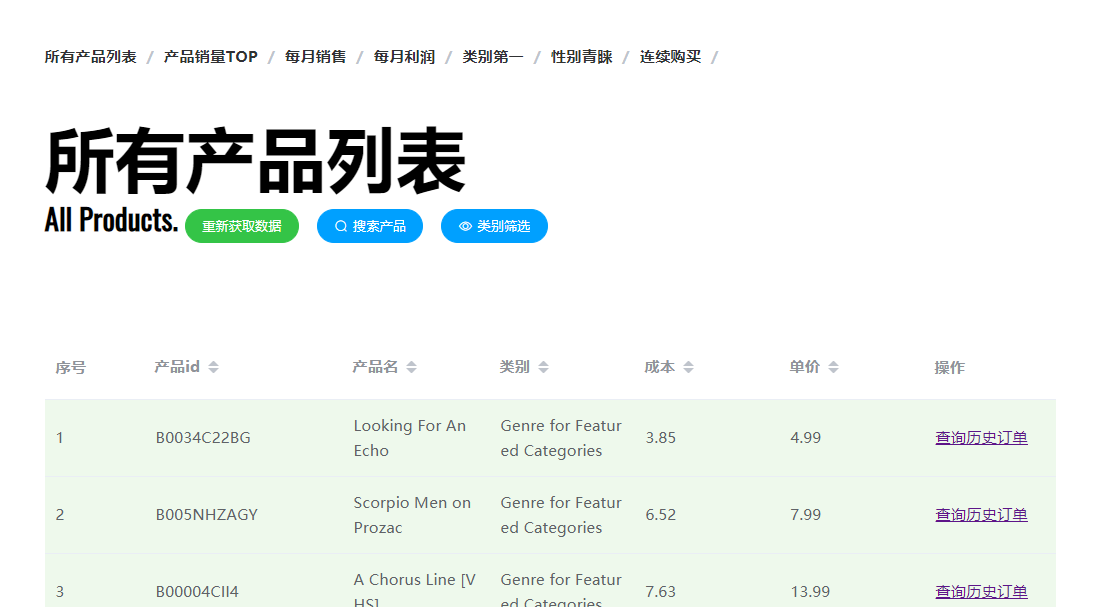 所有产品列表 / 产品销量TOP / 每月销售 / 每月利润 / 类别第一 / 性别青睐 / 连续购买 /
所有产品列表
All Products. 重新获取数据 搜索产品 类别筛选
序号 产品id 产品名 类别 成本 单价 操作
1 B0034C22BG Looking For An Echo Genre for Featured Categories 3.85 4.99 查询历史订单
2 B005NHZAGY Scorpio Men on Prozac Genre for Featured Categories 6.52 7.99 查询历史订单
3 B00004CII4 A Chorus Line [VHS] Genre for Featured Categories 7.63 13.99 查询历史订单